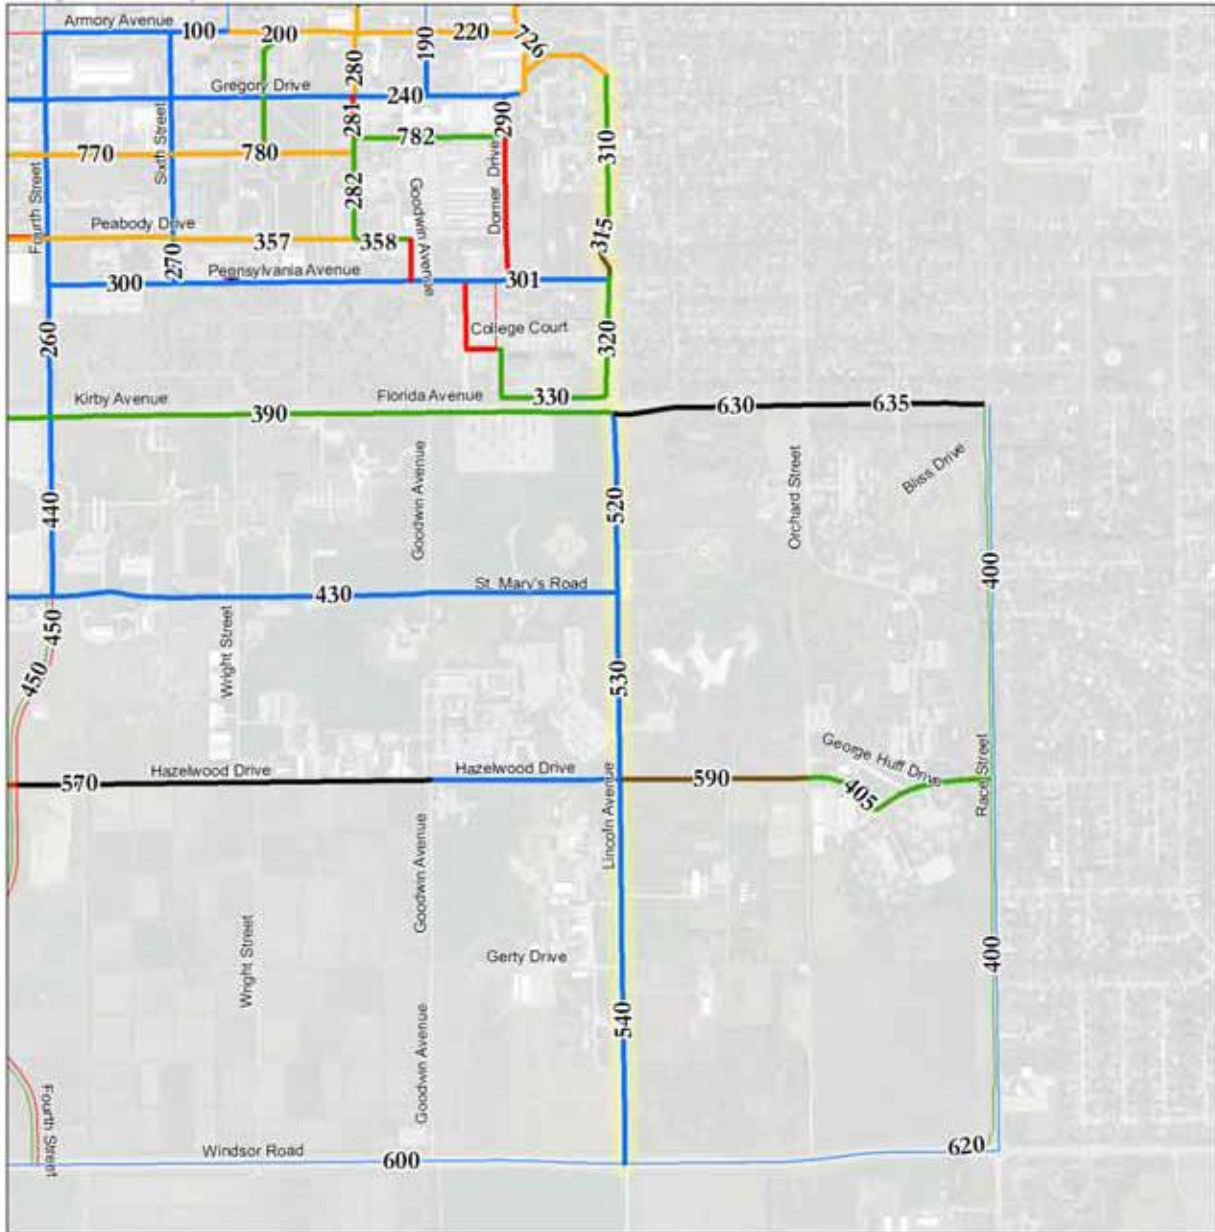 Armory Avenue
100
200
190
220
726
280
Gregory Drive
240
281
290
782
310
Sixth Street
770
780
Fourth Street
282
Goodwin Avenue
Dorner Drive
Peabody Drive
357
358
315
270
Pennsylvania Avenue
300
301
260
College Court
320
Kirby Avenue
390
Florida Avenue
330
630
635
Goodwin Avenue
Orchard Street
Bliss Drive
440
520
400
430
St. Mary's Road
450
450
Wright Street
530
George Huff Drive
Race Street
570
Hazelwood Drive
Hazelwood Drive
590
405
Lincoln Avenue
Goodwin Avenue
Wright Street
Gerty Drive
400
540
Goodwin Avenue
Fourth Street
Windsor Road
600
620